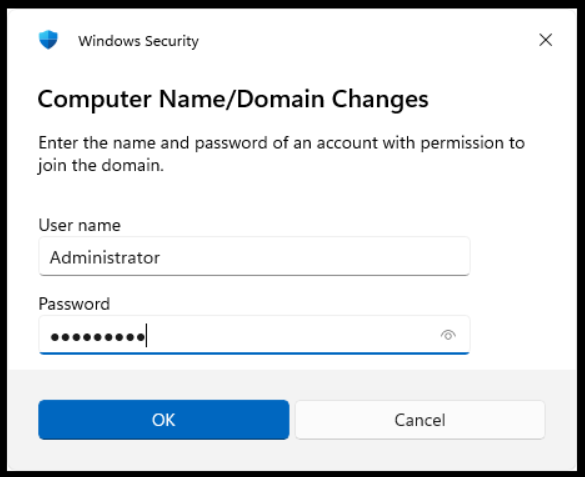 Windows Security
Computer Name/Domain Changes
Enter the name and password of an account with permission to
join the domain.
User name
Administrator
Password
●●●●●●●●●
OK
Cancel